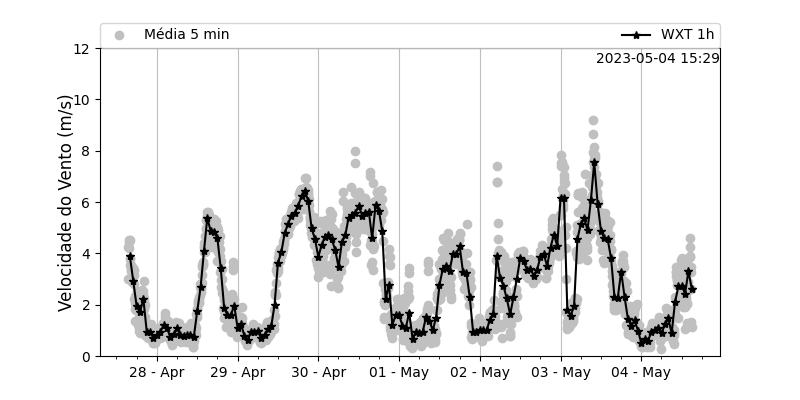 Média 5 min
WXT 1h
2023-05-04 15:29
Velocidade do Vento (m/s)
12
10
8
6
4
2
0
28 - Apr
29 - Apr
30 - Apr
01 - May
02 - May
03 - May
04 - May